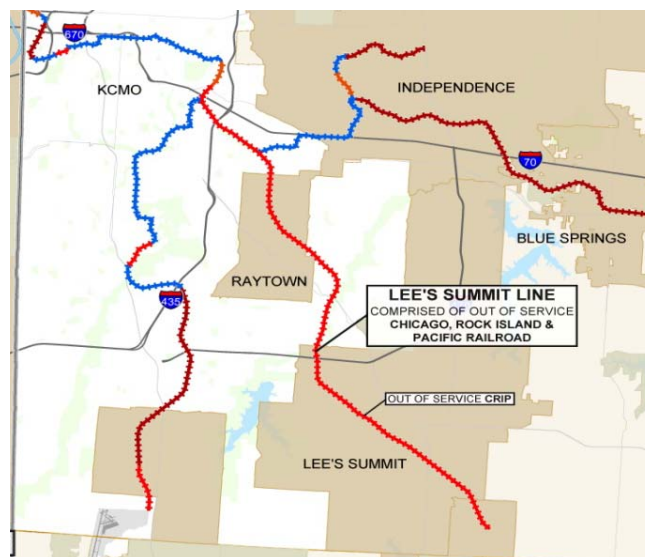 670
KCMO
INDEPENDENCE
70
BLUE SPRINGS
RAYTOWN
435
LEE'S SUMMIT LINE
COMPRISED OF OUT OF SERVICE
CHICAGO, ROCK ISLAND &
PACIFIC RAILROAD
OUT OF SERVICE CRIP
LEE'S SUMMIT